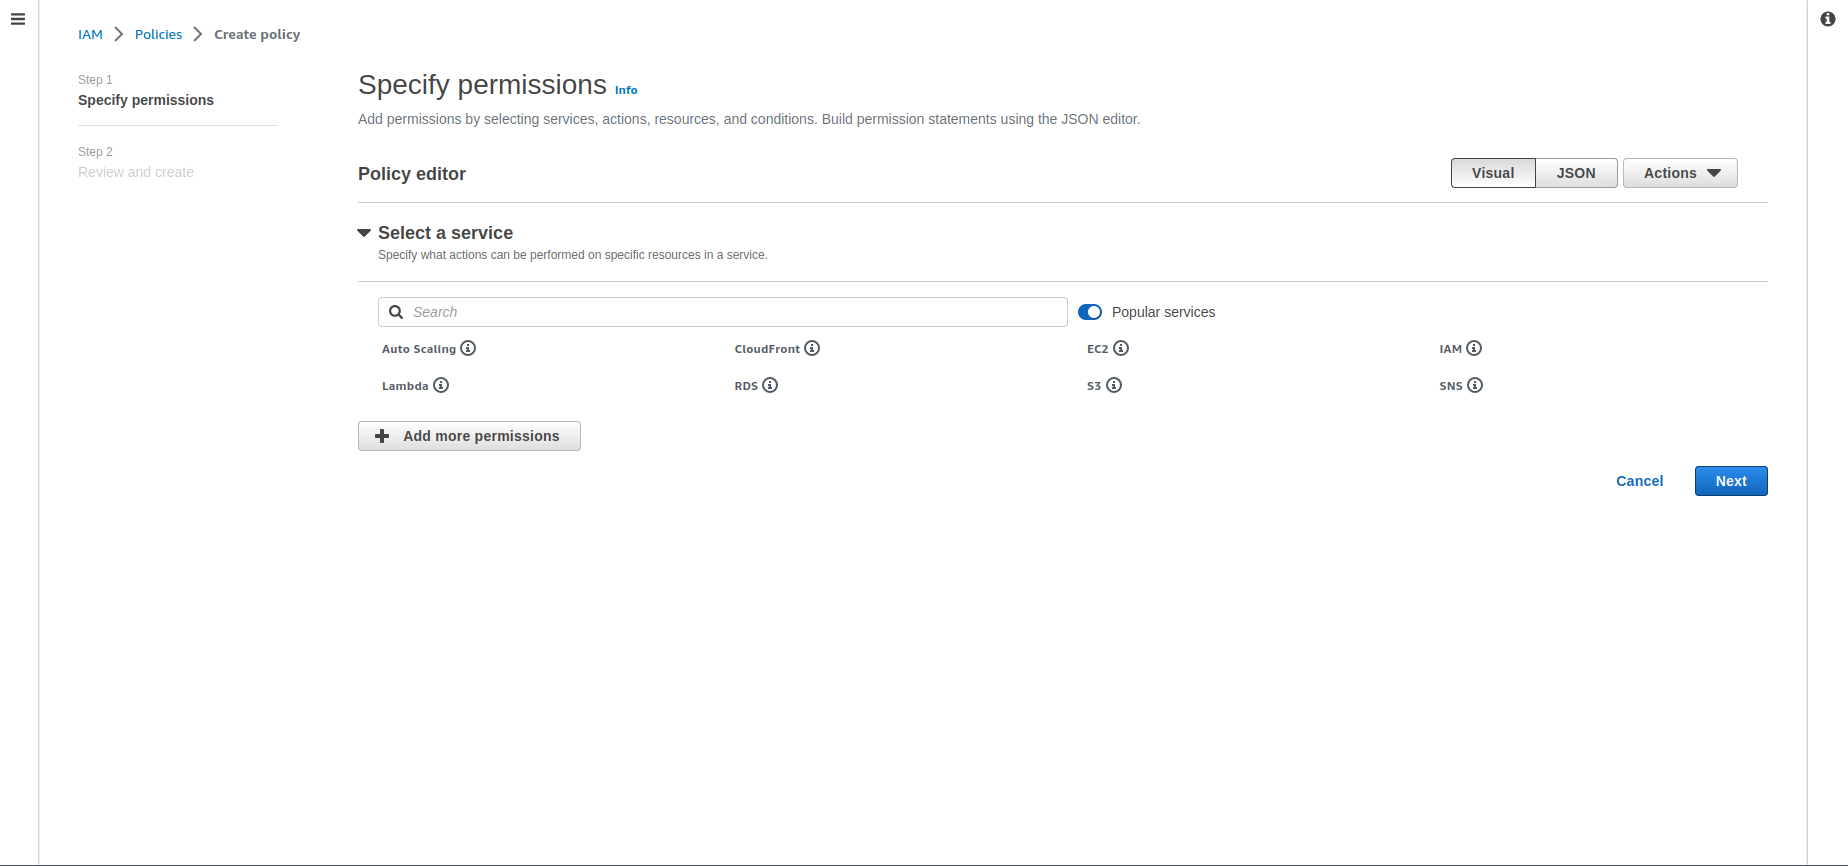 IAM > Policies > Create policy
Step 1
Specify permissions
Step 2
Review and create
Specify permissions Info
Add permissions by selecting services, actions, resources, and conditions. Build permission statements using the JSON editor.
Policy editor
Visual JSON Actions
Select a service
Specify what actions can be performed on specific resources in a service.
Search
Popular services
Auto Scaling CloudFront EC2 IAM
Lambda RDS S3 SNS
Add more permissions
Cancel Next